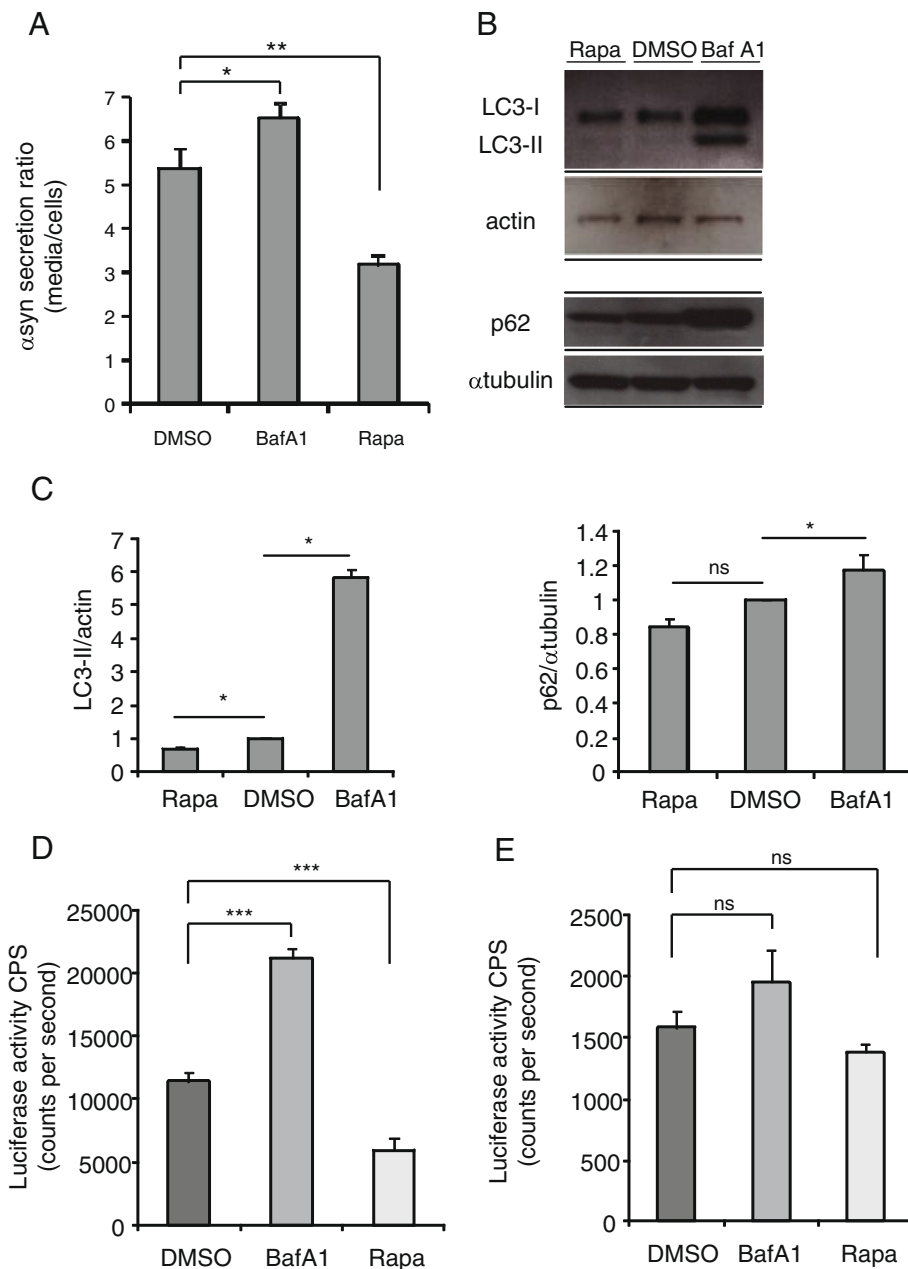 A
**
*
7
6
5
4
3
2
1
0
αsyn secretion ratio
(media/cells)
DMSO BafA1 Rapa
B
Rapa DMSO Baf A1
LC3-I
LC3-II
actin
p62
αtubulin
C
7
6
5
4
3
2
1
0
LC3-II/actin
*
*
Rapa DMSO BafA1
1.4
1.2
1
0.8
0.6
0.4
0.2
0
p62/αtubulin
ns
*
Rapa DMSO BafA1
D
***
***
25000
20000
15000
10000
5000
0
Luciferase activity CPS
(counts per second)
DMSO BafA1 Rapa
E
ns
ns
2500
2000
1500
1000
500
0
Luciferase activity CPS
(counts per second)
DMSO BafA1 Rapa